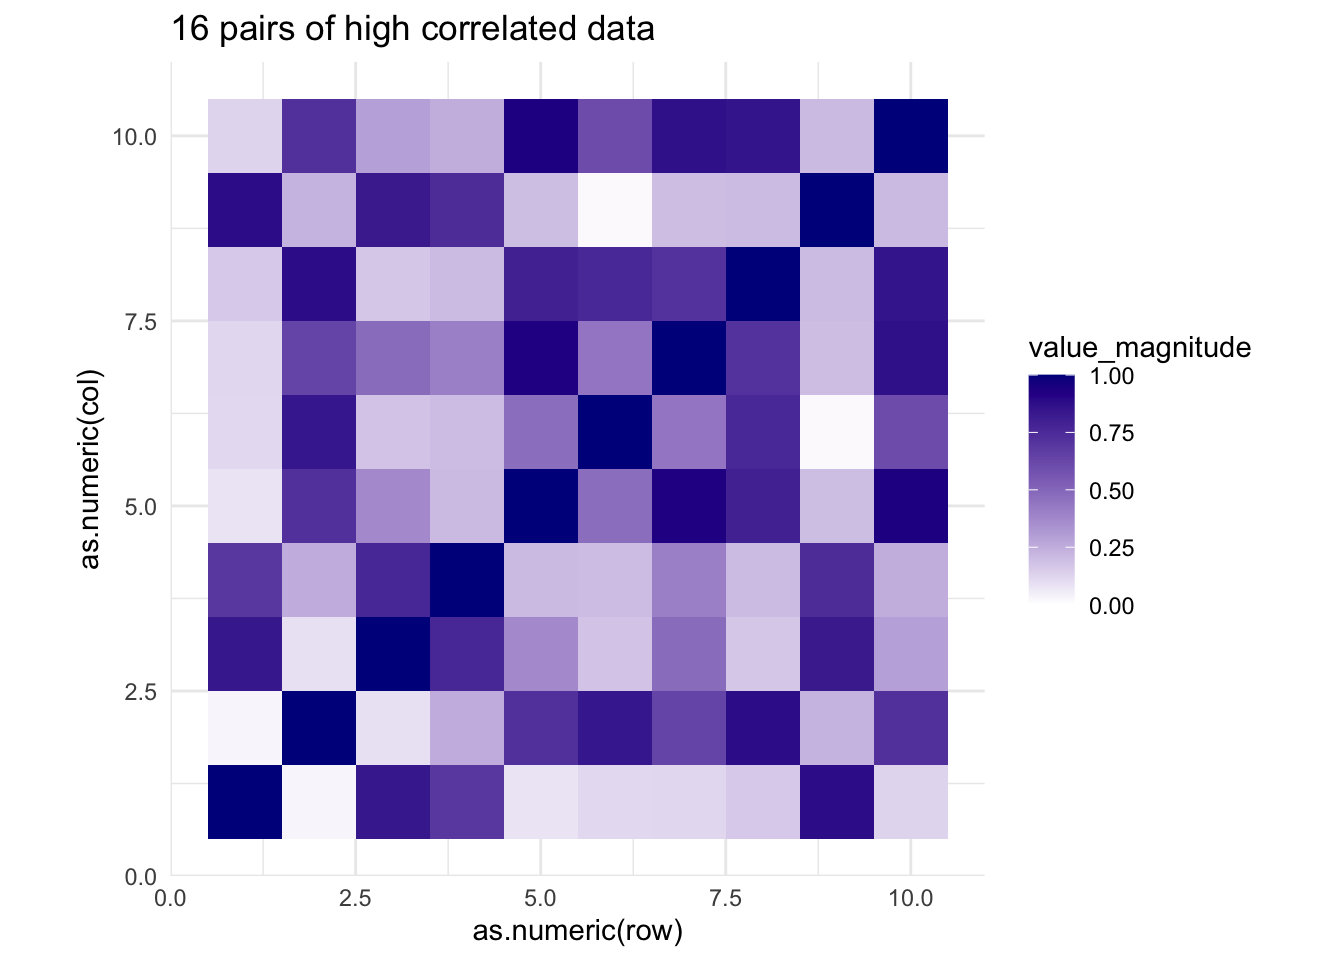 16 pairs of high correlated data
as.numeric(col)
10.0
7.5
5.0
2.5
0.0
0.0 2.5 5.0 7.5 10.0
as.numeric(row)
value_magnitude
1.00
0.75
0.50
0.25
0.00